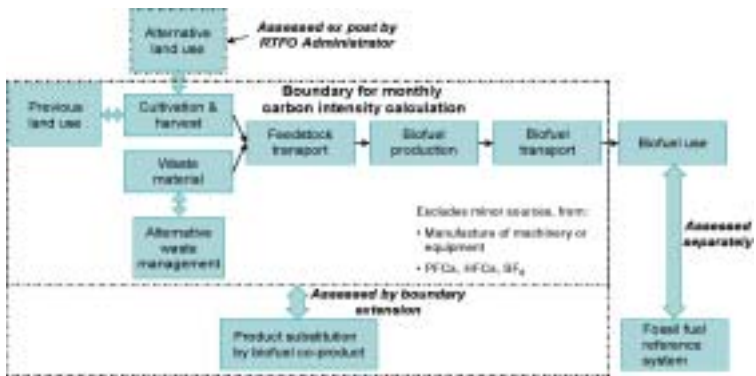 Alternative
land use
Assessed ex post by
RTFO Administrator
Boundary for monthly
carbon intensity calculation
Previous
land use
Cultivation &
harvest
Waste
material
Alternative
waste
management
Feedstock
transport
Biofuel
production
Biofuel
transport
Biofuel use
Excludes minor sources, from:
• Manufacture of machinery or
equipment
• PFCs, HFCs, SF6
Assessed
separately
Assessed by boundary
extension
Product substitution
by biofuel co-product
Fossil fuel
reference
system